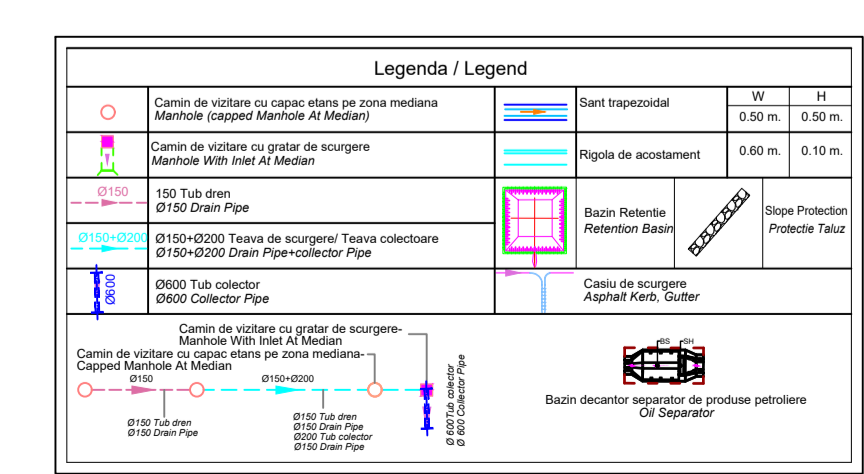 Legenda / Legend
Camin de vizitare cu capac etans pe zona mediana
Manhole (capped Manhole At Median)
Sant trapezoidal
W
H
0.50 m.
0.50 m.
Camin de vizitare cu gratar de scurgere
Manhole With Inlet At Median
Rigola de acostament
0.60 m.
0.10 m.
Ø150
150 Tub dren
Ø150 Drain Pipe
Bazin Retentie
Retention Basin
Slope Protection
Protectie Taluz
Ø150+Ø200
Ø150+Ø200 Teava de scurgere/ Teava colectoare
Ø150+Ø200 Drain Pipe+collector Pipe
Ø600
Ø600 Tub colector
Ø600 Collector Pipe
Casiu de scurgere
Asphalt Kerb, Gutter
Camin de vizitare cu gratar de scurgere-
Manhole With Inlet At Median
Camin de vizitare cu capac etans pe zona mediana-
Capped Manhole At Median
Ø150
Ø150+Ø200
Ø150 Tub dren
Ø150 Drain Pipe
Ø150 Tub dren
Ø150 Drain Pipe
Ø200 Tub colector
Ø150 Drain Pipe
Ø 600Tub colector
Ø 600 Collector Pipe
BS
SH
Bazin decantor separator de produse petroliere
Oil Separator